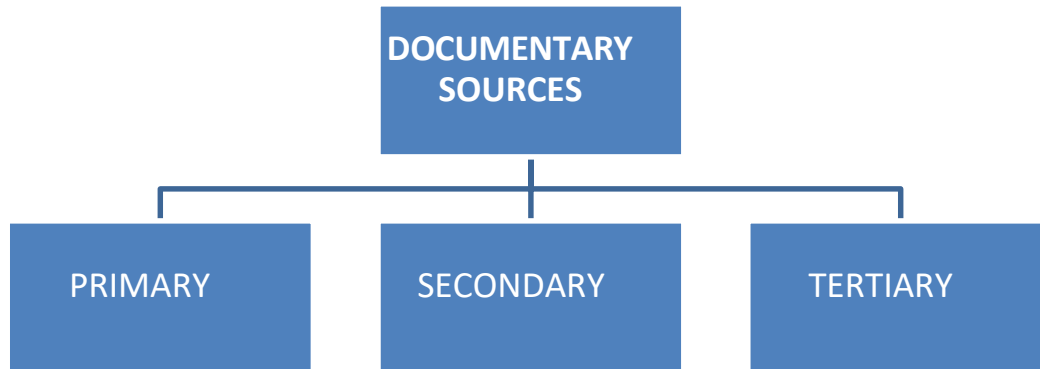 DOCUMENTARY
SOURCES
PRIMARY
SECONDARY
TERTIARY